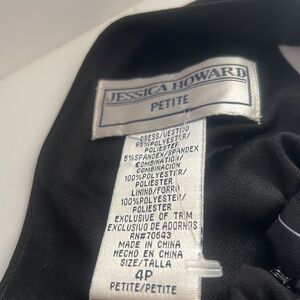 JESSICA HOWARD
PETITE
DRESS/VESTIDO
95%POLYESTER/
POLIESTER
5%SPANDEX/SPANDEX
COMBINATION/
COMBINACION
100%POLYESTER/
POLIESTER
LINING/FORRO
100%POLYESTER/
POLIESTER
EXCLUSIVE OF TRIM
EXCLUSIVO DE ADORNOS
RN#70643
MADE IN CHINA
HECHO EN CHINA
SIZE/TALLA
4P
PETITE/PETITE